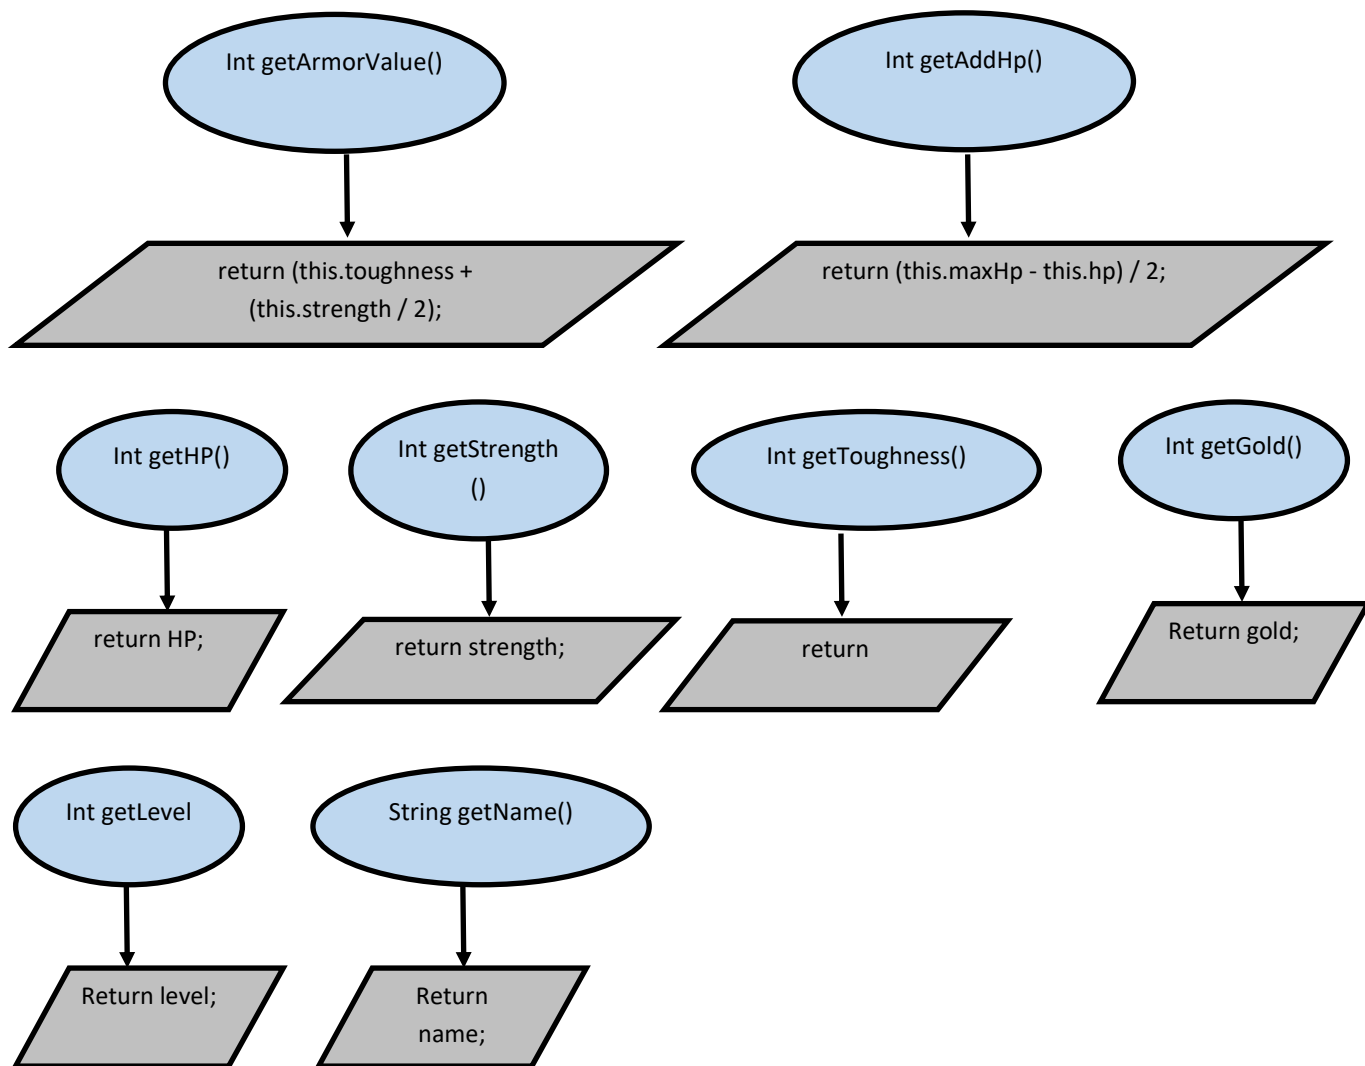 Int getArmorValue()
Int getAddHp()
return (this.toughness +
(this.strength / 2);
return (this.maxHp - this.hp) / 2;
Int getHP()
Int getStrength
()
Int getToughness()
Int getGold()
return HP;
return strength;
return
Return gold;
Int getLevel
String getName()
Return level;
Return
name;